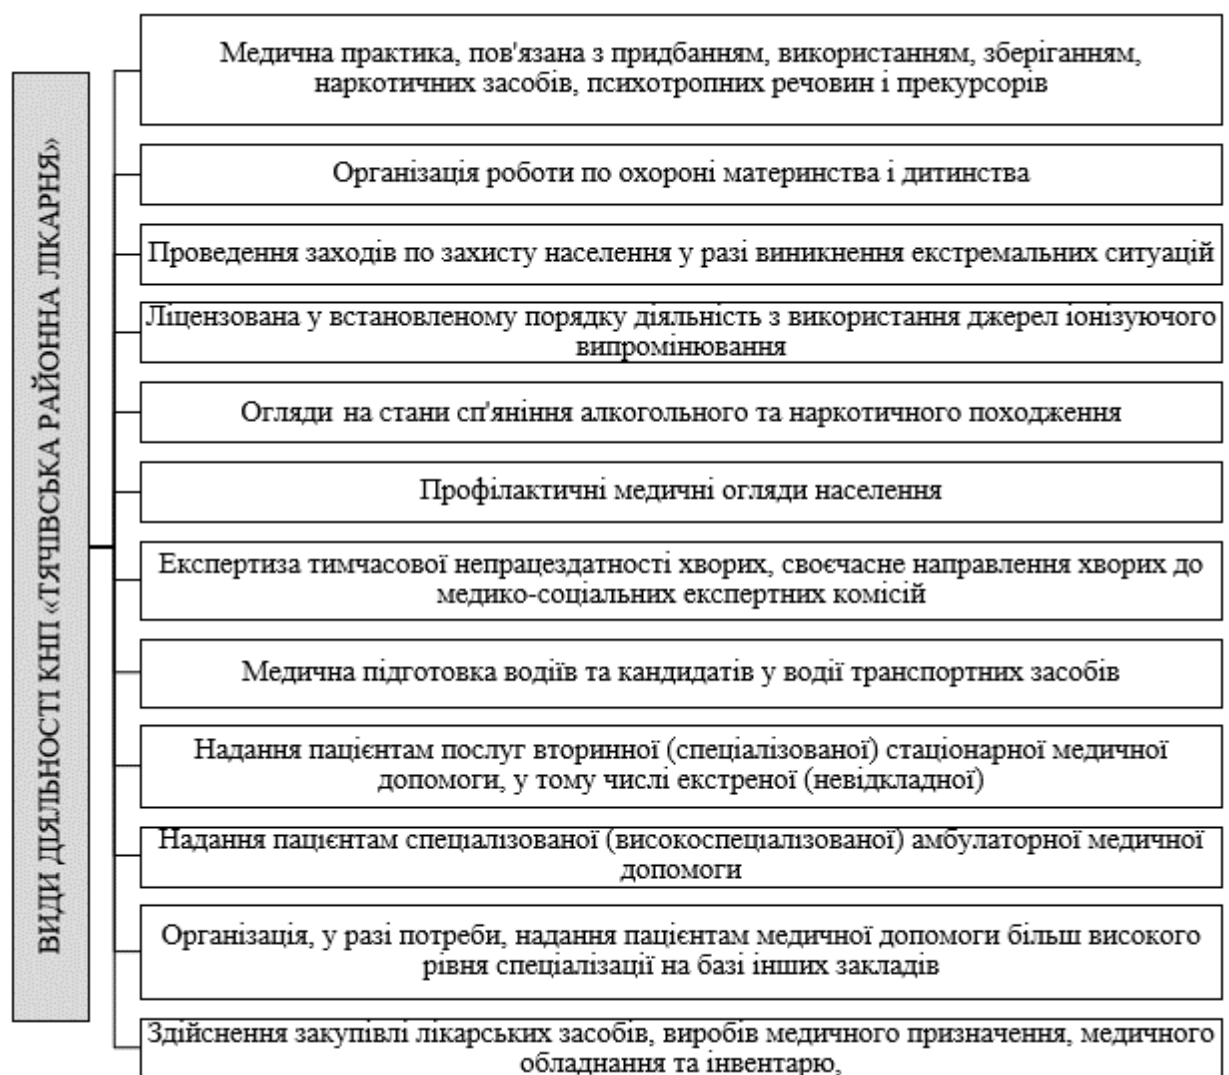 ВИДИ ДІЯЛЬНОСТІ КНП «ТЯЧІВСЬКА РАЙОННА ЛІКАРНЯ»
Медична практика, пов'язана з придбанням, використанням, зберіганням,
наркотичних засобів, психотропних речовин і прекурсорів
Організація роботи по охороні материнства і дитинства
Проведення заходів по захисту населення у разі виникнення екстремальних ситуацій
Ліцензована у встановленому порядку діяльність з використання джерел іонізуючого
випромінювання
Огляди на стани сп'яніння алкогольного та наркотичного походження
Профілактичні медичні огляди населення
Експертиза тимчасової непрацездатності хворих, своєчасне направлення хворих до
медико-соціальних експертних комісій
Медична підготовка водіїв та кандидатів у водії транспортних засобів
Надання пацієнтам послуг вторинної (спеціалізованої) стаціонарної медичної
допомоги, у тому числі екстреної (невідкладної)
Надання пацієнтам спеціалізованої (високоспеціалізованої) амбулаторної медичної
допомоги
Організація, у разі потреби, надання пацієнтам медичної допомоги більш високого
рівня спеціалізації на базі інших закладів
Здійснення закупівлі лікарських засобів, виробів медичного призначення, медичного
обладнання та інвентарю,